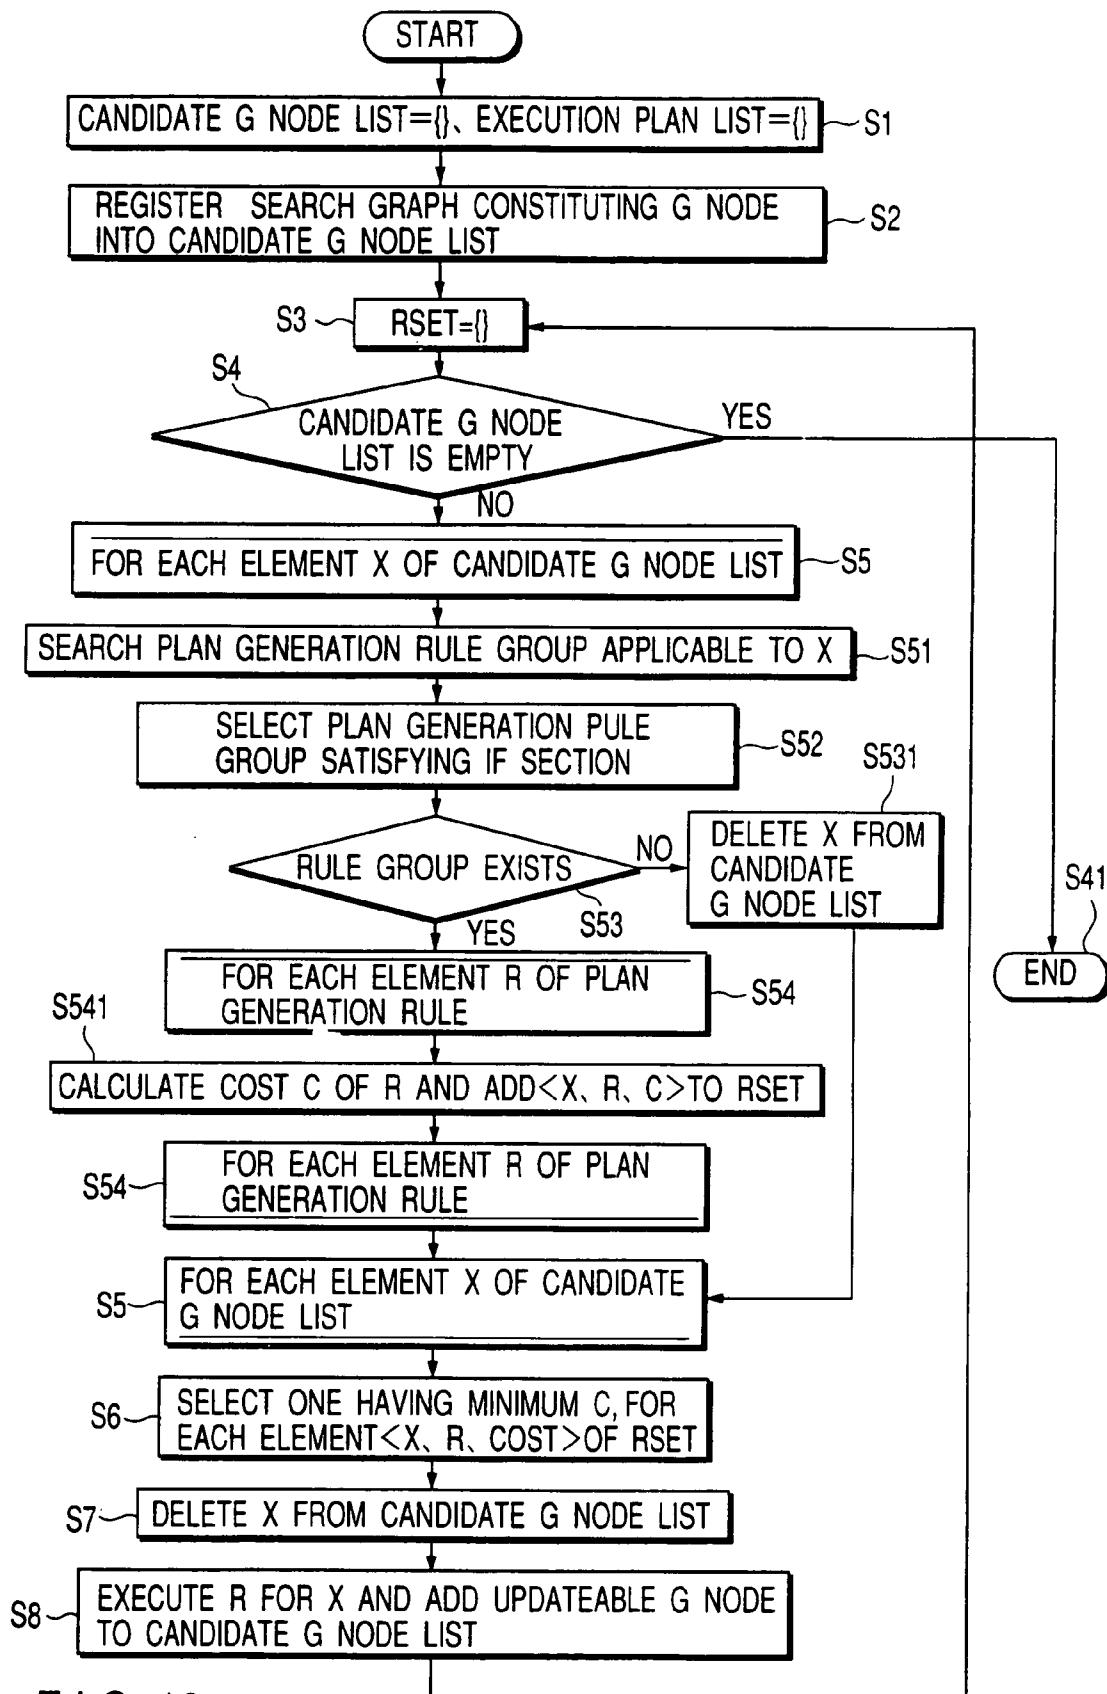 START
CANDIDATE G NODE LIST={}、EXECUTION PLAN LIST={}
S1
REGISTER SEARCH GRAPH CONSTITUTING G NODE
INTO CANDIDATE G NODE LIST
S2
S3
RSET={}
S4
CANDIDATE G NODE
LIST IS EMPTY
YES
NO
FOR EACH ELEMENT X OF CANDIDATE G NODE LIST
S5
SEARCH PLAN GENERATION RULE GROUP APPLICABLE TO X
S51
SELECT PLAN GENERATION PULE
GROUP SATISFYING IF SECTION
S52
S531
RULE GROUP EXISTS
NO
DELETE X FROM
CANDIDATE
G NODE LIST
S53
YES
S41
END
FOR EACH ELEMENT R OF PLAN
GENERATION RULE
S54
S541
CALCULATE COST C OF R AND ADD<X、R、C>TO RSET
S54
FOR EACH ELEMENT R OF PLAN
GENERATION RULE
S5
FOR EACH ELEMENT X OF CANDIDATE
G NODE LIST
S6
SELECT ONE HAVING MINIMUM C, FOR
EACH ELEMENT<X、R、COST>OF RSET
S7
DELETE X FROM CANDIDATE G NODE LIST
S8
EXECUTE R FOR X AND ADD UPDATEABLE G NODE
TO CANDIDATE G NODE LIST